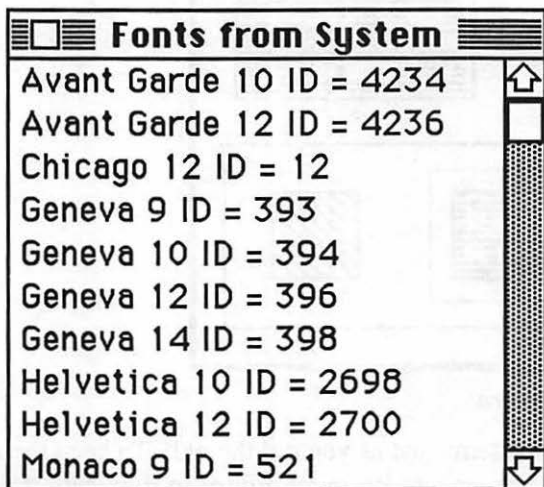 Fonts from System
Avant Garde 10 ID = 4234
Avant Garde 12 ID = 4236
Chicago 12 ID = 12
Geneva 9 ID = 393
Geneva 10 ID = 394
Geneva 12 ID = 396
Geneva 14 ID = 398
Helvetica 10 ID = 2698
Helvetica 12 ID = 2700
Monaco 9 ID = 521